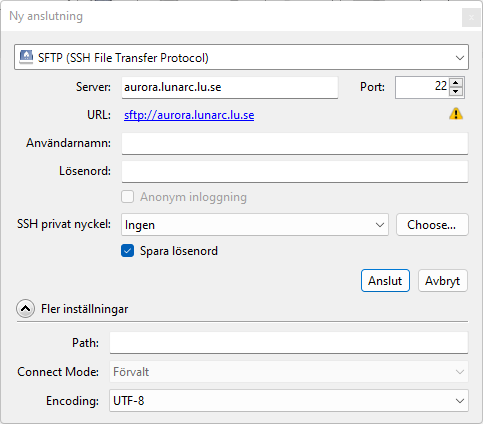 Ny anslutning
SFTP (SSH File Transfer Protocol)
Server: aurora.lunarc.lu.se Port: 22
URL: sftp://aurora.lunarc.lu.se
Användarnamn:
Lösenord:
Anonym inloggning
SSH privat nyckel: Ingen Choose...
Spara lösenord
Anslut Avbryt
Fler inställningar
Path:
Connect Mode: Förvalt
Encoding: UTF-8